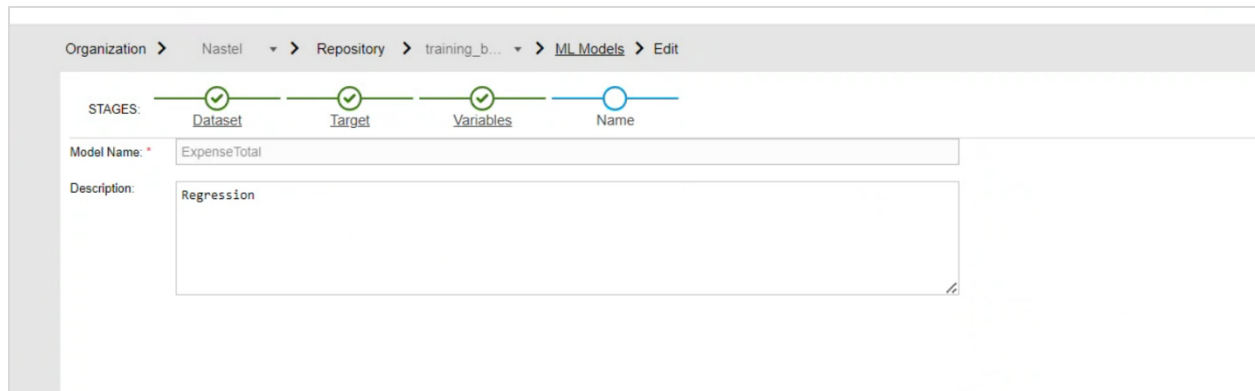 Organization Nastel Repository training_b... ML Models Edit
STAGES:
Dataset Target Variables Name
Model Name: * ExpenseTotal
Description: Regression